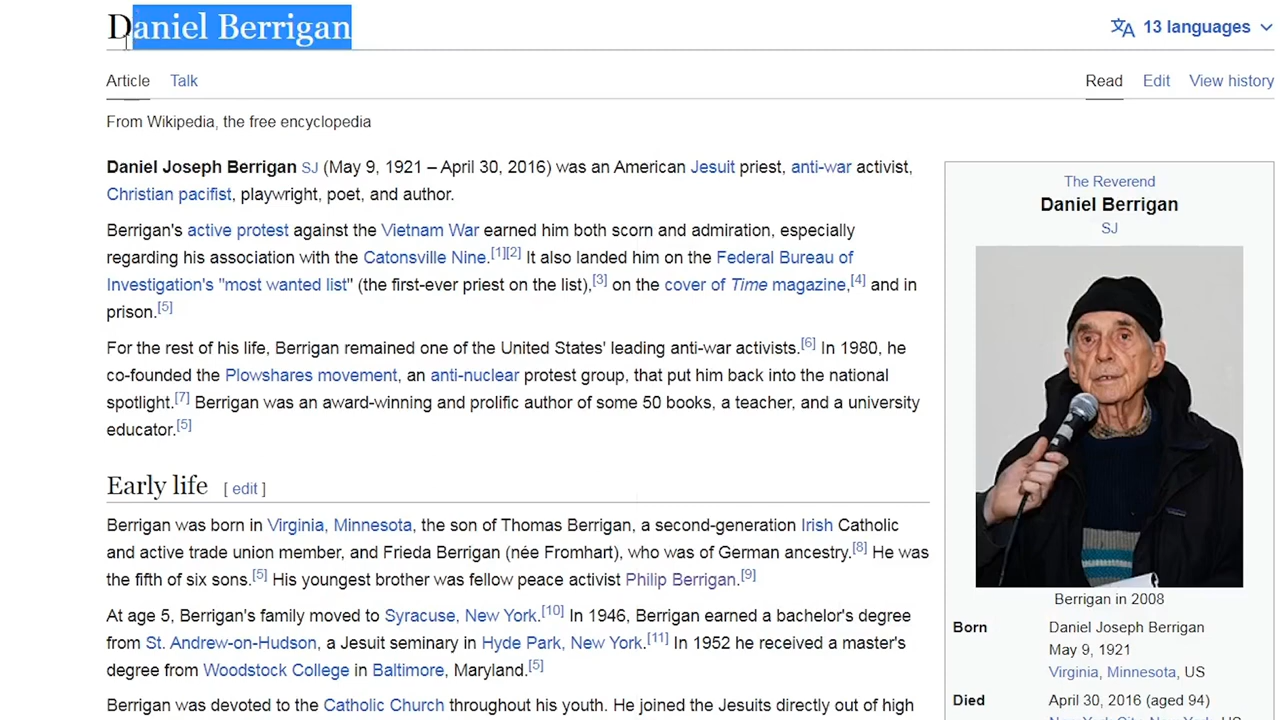 Daniel Berrigan
13 languages
Article Talk
Read Edit View history
From Wikipedia, the free encyclopedia
Daniel Joseph Berrigan SJ (May 9, 1921 – April 30, 2016) was an American Jesuit priest, anti-war activist,
Christian pacifist, playwright, poet, and author.
Berrigan's active protest against the Vietnam War earned him both scorn and admiration, especially
regarding his association with the Catonsville Nine.[1][2] It also landed him on the Federal Bureau of
Investigation's "most wanted list" (the first-ever priest on the list),[3] on the cover of Time magazine,[4] and in
prison.[5]
For the rest of his life, Berrigan remained one of the United States' leading anti-war activists.[6] In 1980, he
co-founded the Plowshares movement, an anti-nuclear protest group, that put him back into the national
spotlight.[7] Berrigan was an award-winning and prolific author of some 50 books, a teacher, and a university
educator.[5]
Early life [ edit ]
Berrigan was born in Virginia, Minnesota, the son of Thomas Berrigan, a second-generation Irish Catholic
and active trade union member, and Frieda Berrigan (née Fromhart), who was of German ancestry.[8] He was
the fifth of six sons.[5] His youngest brother was fellow peace activist Philip Berrigan.[9]
At age 5, Berrigan's family moved to Syracuse, New York.[10] In 1946, Berrigan earned a bachelor's degree
from St. Andrew-on-Hudson, a Jesuit seminary in Hyde Park, New York.[11] In 1952 he received a master's
degree from Woodstock College in Baltimore, Maryland.[5]
Berrigan was devoted to the Catholic Church throughout his youth. He joined the Jesuits directly out of high
The Reverend
Daniel Berrigan
SJ
Berrigan in 2008
Born Daniel Joseph Berrigan
May 9, 1921
Virginia, Minnesota, US
Died April 30, 2016 (aged 94)
New York City, New York, US